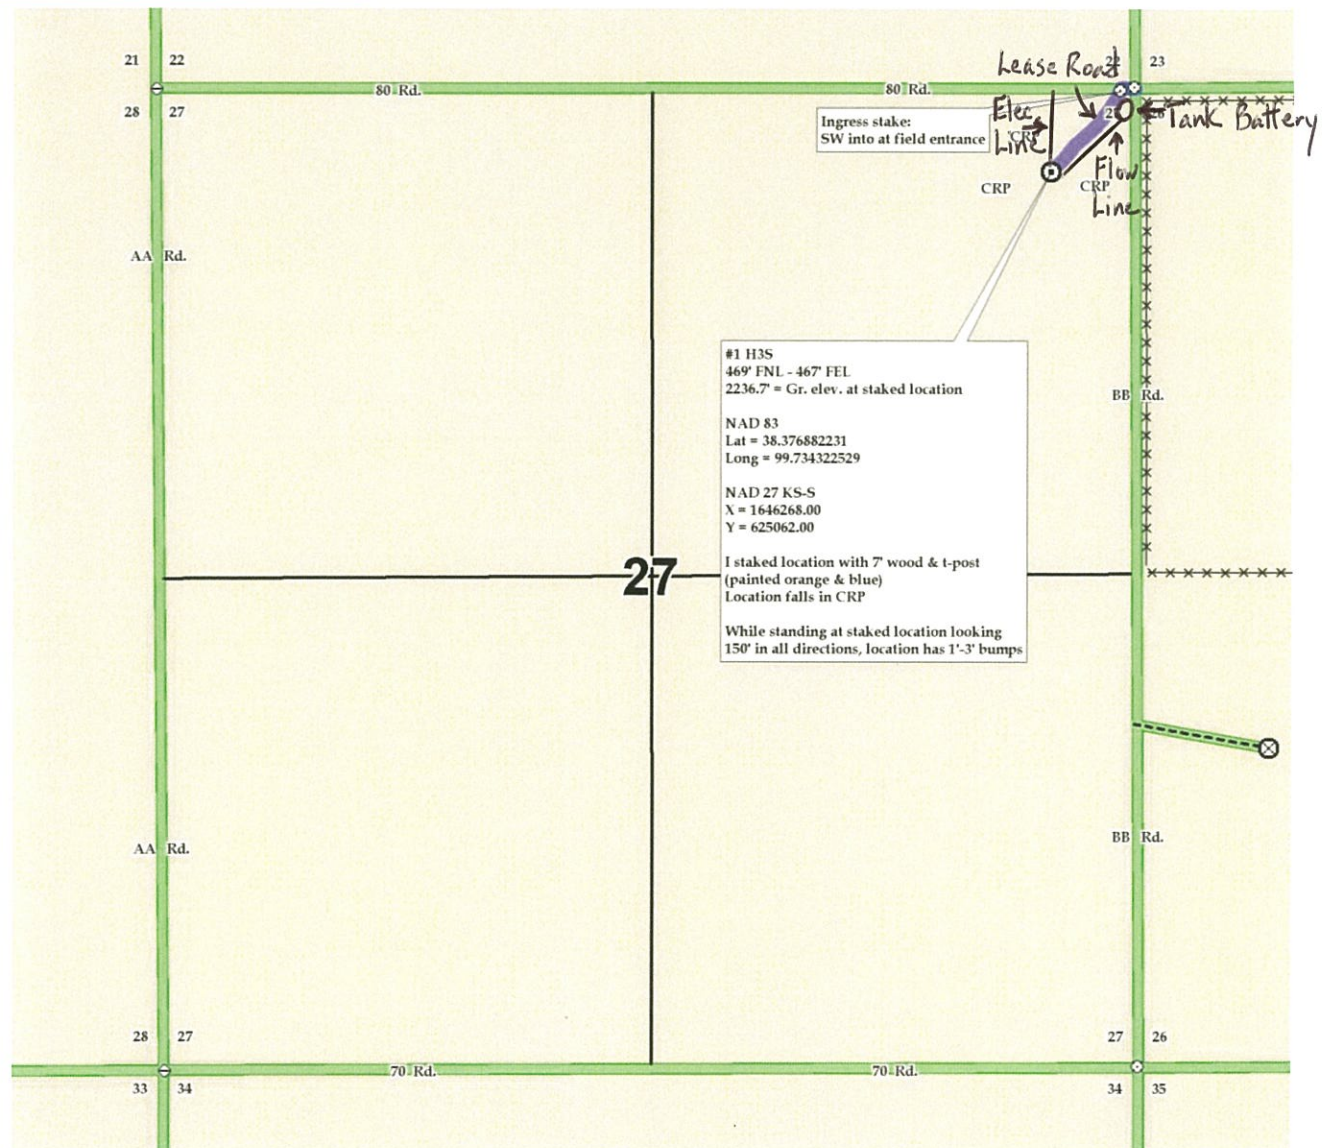 21 22
22 23
Lease Road
80 Rd.
80 Rd.
28 27
27 26
Ingress stake:
SW into at field entrance
Elec.
Line
CRP
Tank Battery
Flow
Line
CRP
CRP
AA Rd.
#1 H3S
469' FNL - 467' FEL
2236.7' = Gr. elev. at staked location
NAD 83
Lat = 38.376882231
Long = 99.734322529
BB Rd.
NAD 27 KS-S
X = 1646268.00
Y = 625062.00
I staked location with 7' wood & t-post
(painted orange & blue)
Location falls in CRP
27
While standing at staked location looking
150' in all directions, location has 1'-3' bumps
BB Rd.
AA Rd.
28 27
27 26
70 Rd.
70 Rd.
33 34
34 35